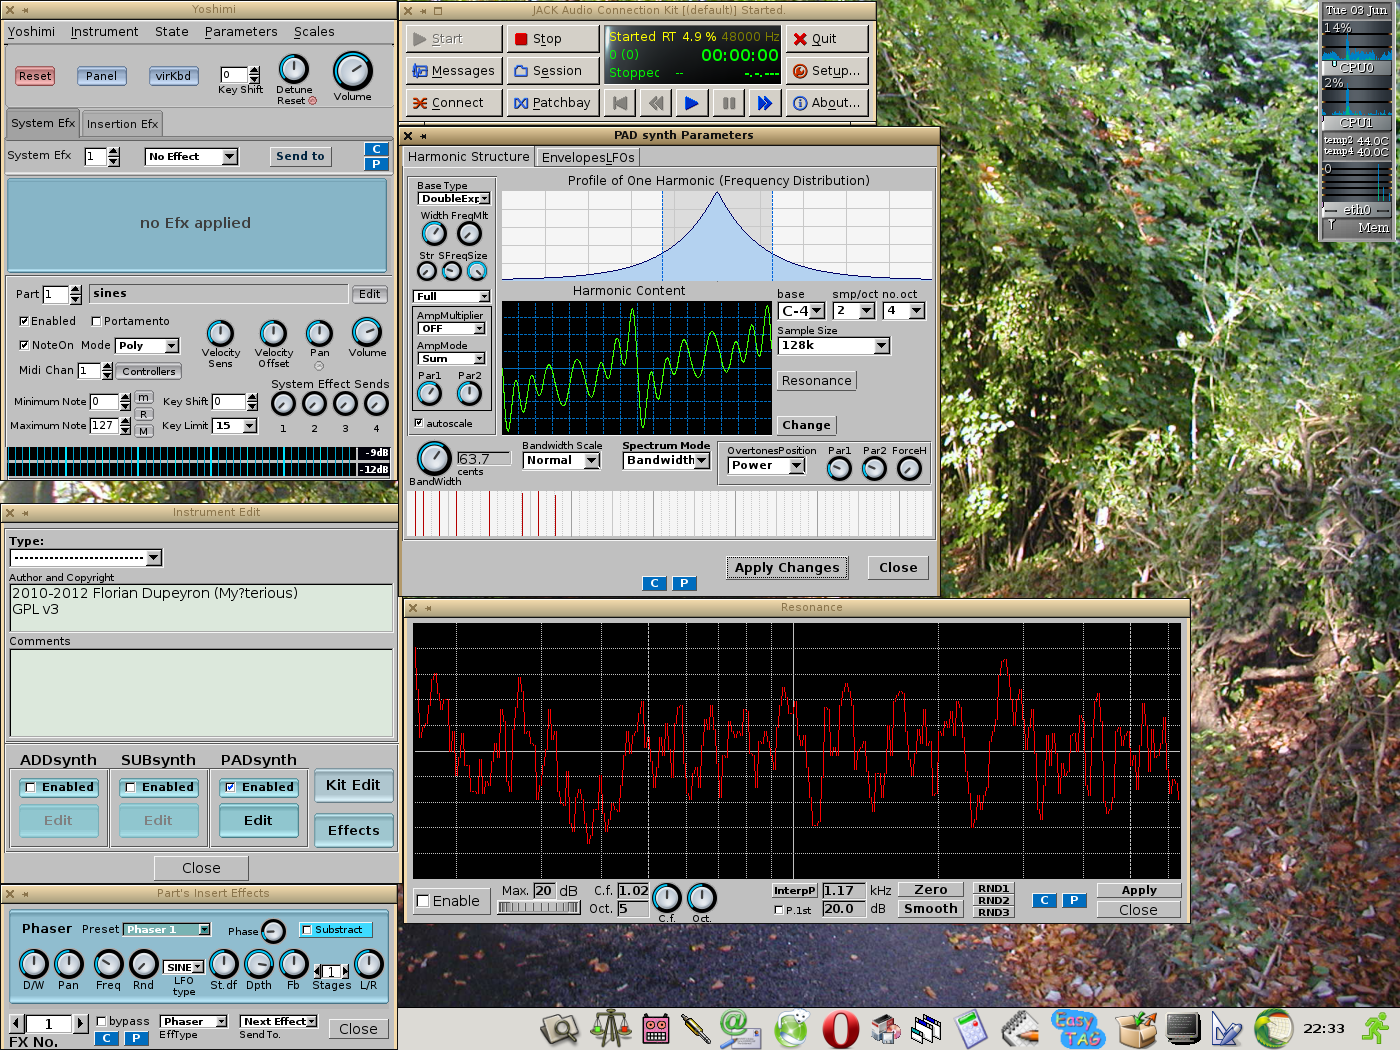 Yoshimi
Yoshimi Instrument State Parameters Scales
Reset Panel virKbd 0 Key Shift Detune Reset Volume
System Efx Insertion Efx
System Efx 1 No Effect Send to C P
no Efx applied
Part 1 sines Edit
Enabled Portamento
NoteOn Mode Poly Velocity Sens Velocity Offset Pan Volume
Midi Chan 1 Controllers
System Effect Sends
Minimum Note 0 m Key Shift 0
R
Maximum Note 127 M Key Limit 15 1 2 3 4
-9dB
-12dB
JACK Audio Connection Kit [(default)] Started.
Start Stop Started RT 4.9 % 48000 Hz Quit
0 (0) 00:00:00
Messages Session Stopped -- -.-.--- Setup...
Connect Patchbay About...
PAD synth Parameters
Harmonic Structure EnvelopesLFOs
Base Type Profile of One Harmonic (Frequency Distribution)
DoubleExp
Width FreqMlt
Str SFreqSize
Full Harmonic Content base smp/oct no.oct
C-4 2 4
AmpMultiplier
OFF Sample Size
128k
AmpMode
Sum
Par1 Par2 Resonance
autoscale Change
63.7 cents BandWidth
Bandwidth Scale
Normal
Spectrum Mode
Bandwidth
OvertonesPosition Par1 Par2 ForceH
Power
Apply Changes Close
C P
Instrument Edit
Type:
Author and Copyright
2010-2012 Florian Dupeyron (My?terious)
GPL v3
Comments
ADDsynth SUBsynth PADsynth
Enabled Enabled Enabled Kit Edit
Edit Edit Edit Effects
Close
Resonance
Enable Max. 20 dB C.f. 1.02 Oct. 5 C.f. Oct.
InterpP 1.17 kHz Zero RND1
RND2 C P Apply
P.1st 20.0 dB Smooth RND3 Close
Part's Insert Effects
Phaser Preset Phaser 1 Phase Substract
SINE 1
D/W Pan Freq Rnd LFO type St.df Dpth Fb Stages L/R
1 bypass Phaser Next Effect
FX No. C P EffType Send To. Close
Tue 03 Jun
14%
CPU0
2%
CPU1
temp2 44.0C
temp4 40.0C
0
eth0
Mem
Easy TAG
22:33